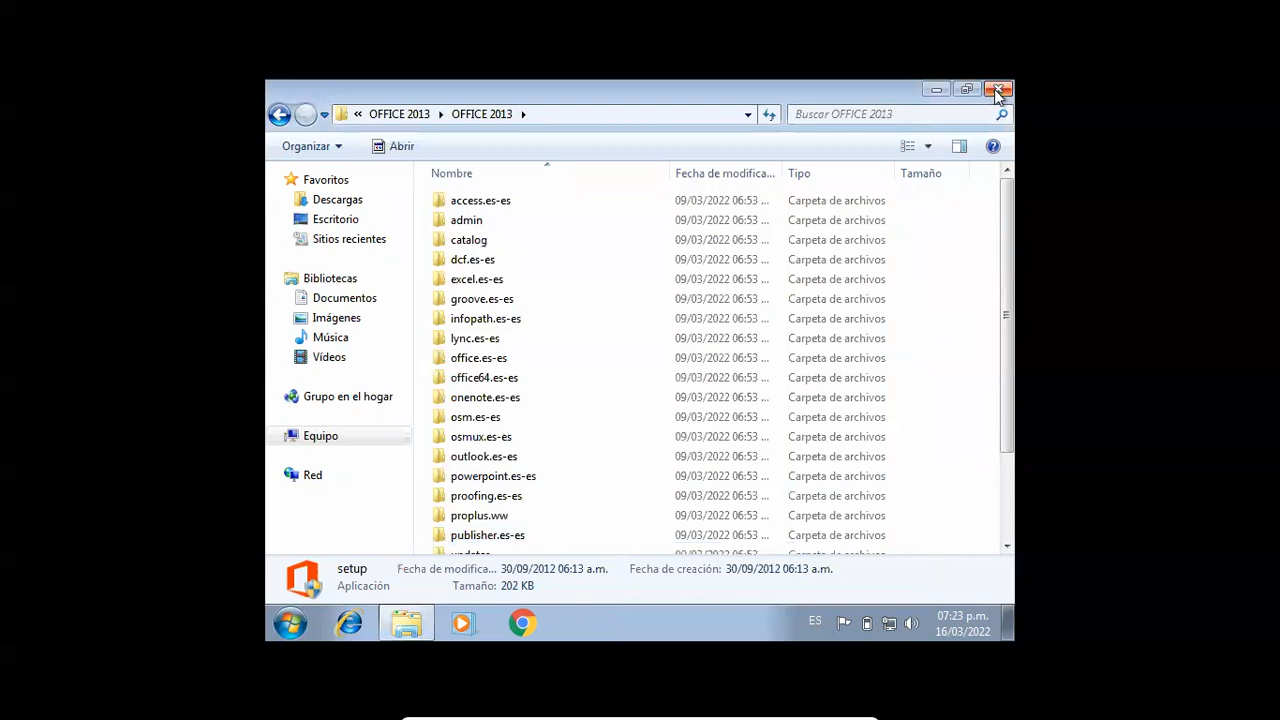 « OFFICE 2013 OFFICE 2013 Buscar OFFICE 2013
Organizar Abrir
Favoritos
Descargas
Escritorio
Sitios recientes
Bibliotecas
Documentos
Imágenes
Música
Vídeos
Grupo en el hogar
Equipo
Red
Nombre Fecha de modifica... Tipo Tamaño
access.es-es 09/03/2022 06:53 ... Carpeta de archivos
admin 09/03/2022 06:53 ... Carpeta de archivos
catalog 09/03/2022 06:53 ... Carpeta de archivos
dcf.es-es 09/03/2022 06:53 ... Carpeta de archivos
excel.es-es 09/03/2022 06:53 ... Carpeta de archivos
groove.es-es 09/03/2022 06:53 ... Carpeta de archivos
infopath.es-es 09/03/2022 06:53 ... Carpeta de archivos
lync.es-es 09/03/2022 06:53 ... Carpeta de archivos
office.es-es 09/03/2022 06:53 ... Carpeta de archivos
office64.es-es 09/03/2022 06:53 ... Carpeta de archivos
onenote.es-es 09/03/2022 06:53 ... Carpeta de archivos
osm.es-es 09/03/2022 06:53 ... Carpeta de archivos
osmux.es-es 09/03/2022 06:53 ... Carpeta de archivos
outlook.es-es 09/03/2022 06:53 ... Carpeta de archivos
powerpoint.es-es 09/03/2022 06:53 ... Carpeta de archivos
proofing.es-es 09/03/2022 06:53 ... Carpeta de archivos
proplus.ww 09/03/2022 06:53 ... Carpeta de archivos
publisher.es-es 09/03/2022 06:53 ... Carpeta de archivos
setup Fecha de modifica... 30/09/2012 06:13 a.m. Fecha de creación: 30/09/2012 06:13 a.m.
Aplicación Tamaño: 202 KB
ES 07:23 p.m.
16/03/2022